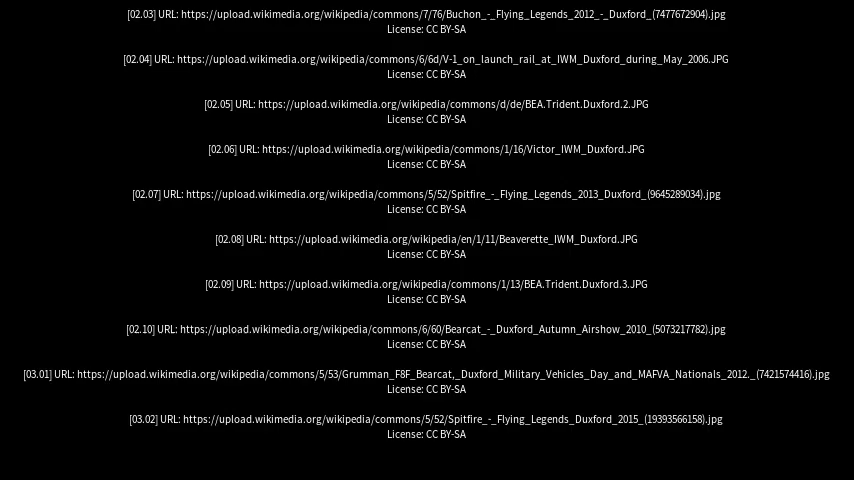 [02.03] URL: https://upload.wikimedia.org/wikipedia/commons/7/76/Buchon_-_Flying_Legends_2012_-_Duxford_(7477672904).jpg
License: CC BY-SA
[02.04] URL: https://upload.wikimedia.org/wikipedia/commons/6/6d/V-1_on_launch_rail_at_IWM_Duxford_during_May_2006.JPG
License: CC BY-SA
[02.05] URL: https://upload.wikimedia.org/wikipedia/commons/d/de/BEA.Trident.Duxford.2.JPG
License: CC BY-SA
[02.06] URL: https://upload.wikimedia.org/wikipedia/commons/1/16/Victor_IWM_Duxford.JPG
License: CC BY-SA
[02.07] URL: https://upload.wikimedia.org/wikipedia/commons/5/52/Spitfire_-_Flying_Legends_2013_Duxford_(9645289034).jpg
License: CC BY-SA
[02.08] URL: https://upload.wikimedia.org/wikipedia/en/1/11/Beaverette_IWM_Duxford.JPG
License: CC BY-SA
[02.09] URL: https://upload.wikimedia.org/wikipedia/commons/1/13/BEA.Trident.Duxford.3.JPG
License: CC BY-SA
[02.10] URL: https://upload.wikimedia.org/wikipedia/commons/6/60/Bearcat_-_Duxford_Autumn_Airshow_2010_(5073217782).jpg
License: CC BY-SA
[03.01] URL: https://upload.wikimedia.org/wikipedia/commons/5/53/Grumman_F8F_Bearcat,_Duxford_Military_Vehicles_Day_and_MAFVA_Nationals_2012._(7421574416).jpg
License: CC BY-SA
[03.02] URL: https://upload.wikimedia.org/wikipedia/commons/5/52/Spitfire_-_Flying_Legends_Duxford_2015_(19393566158).jpg
License: CC BY-SA